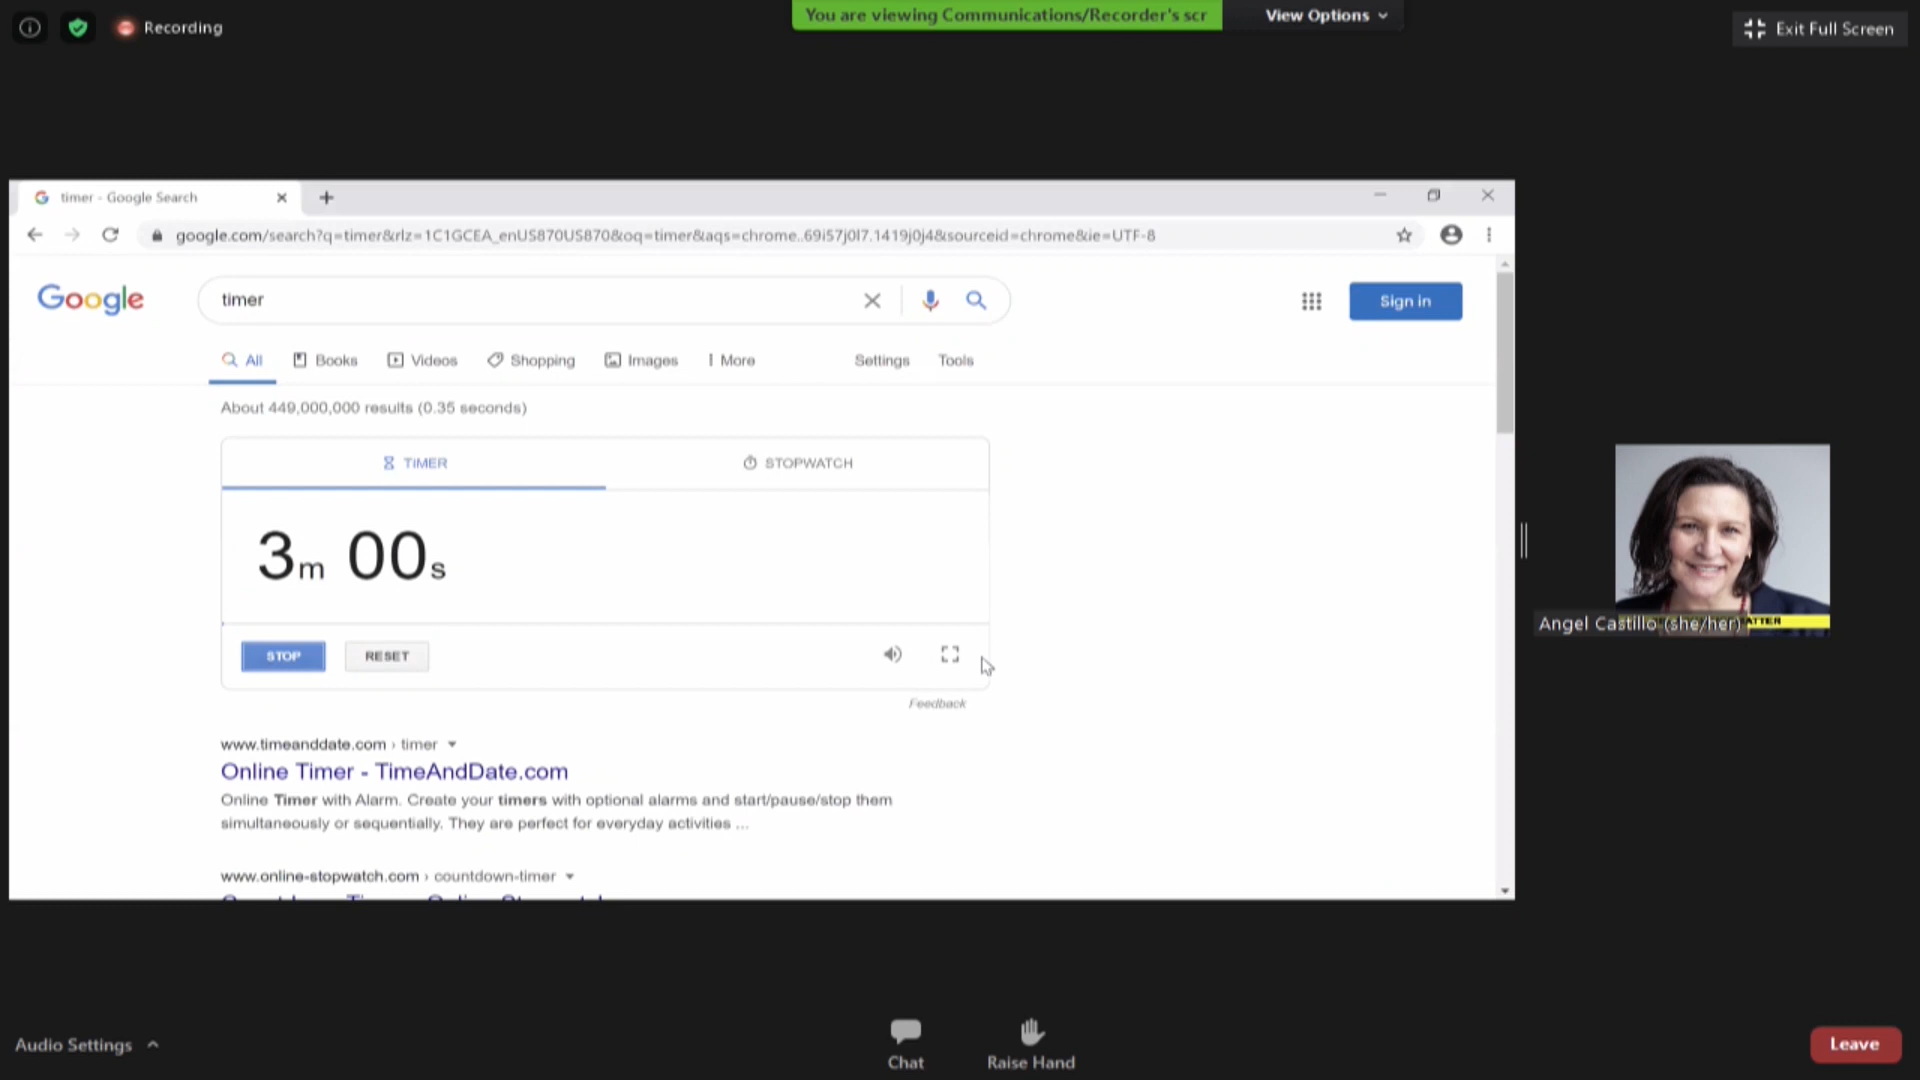 Recording
You are viewing Communications/Recorder's scr
View Options
Exit Full Screen
timer - Google Search
google.com/search?q=timer&rlz=1C1GCEA_enUS870US870&oq=timer&aqs=chrome..69i57j0l7.1419j0j4&sourceid=chrome&ie=UTF-8
Google
timer
Sign in
All
Books
Videos
Shopping
Images
More
Settings
Tools
About 449,000,000 results (0.35 seconds)
TIMER
STOPWATCH
3m 00s
STOP
RESET
Feedback
www.timeanddate.com › timer
Online Timer - TimeAndDate.com
Online Timer with Alarm. Create your timers with optional alarms and start/pause/stop them
simultaneously or sequentially. They are perfect for everyday activities ...
www.online-stopwatch.com › countdown-timer
Angel Castillo (she/her)
ATTER
Audio Settings
Chat
Raise Hand
Leave